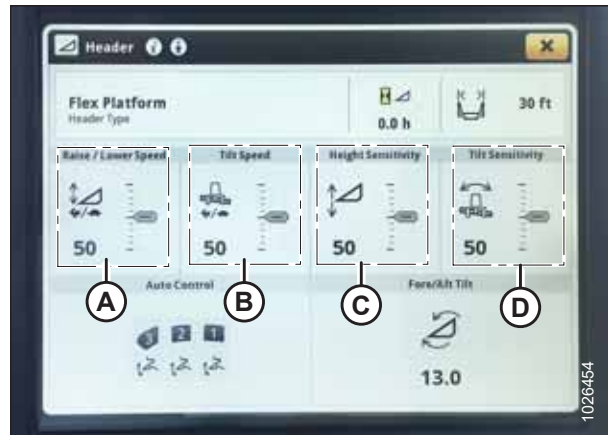 Header
Flex Platform
Header Type
0.0 h
30 ft
Raise / Lower Speed
Tilt Speed
Height Sensitivity
Tilt Sensitivity
50
50
50
50
A
B
C
D
Auto Control
Fore/Aft Tilt
3 2 1
13.0
1026454